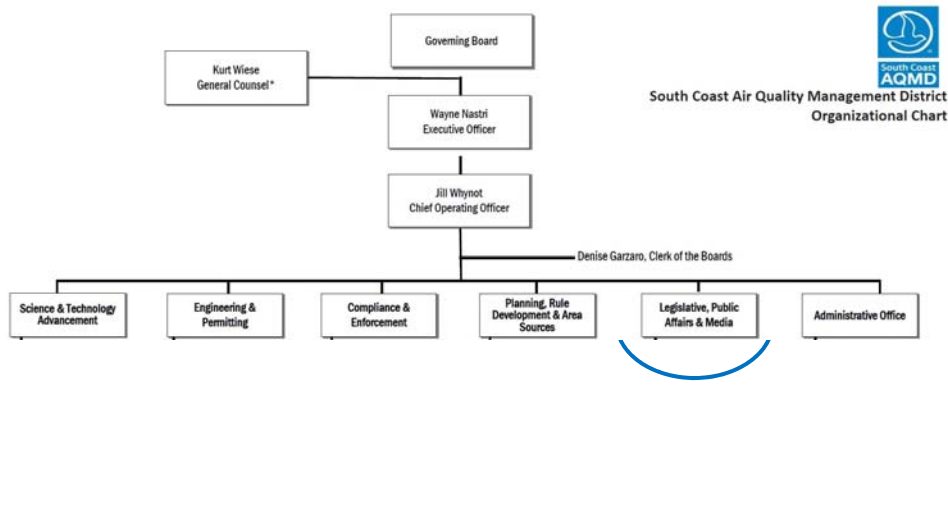 Governing Board
South Coast
AQMD
South Coast Air Quality Management District
Organizational Chart
Kurt Wiese
General Counsel*
Wayne Nastri
Executive Officer
Jill Whynot
Chief Operating Officer
Denise Garzaro, Clerk of the Boards
Science & Technology
Advancement
Engineering &
Permitting
Compliance &
Enforcement
Planning, Rule
Development & Area
Sources
Legislative, Public
Affairs & Media
Administrative Office